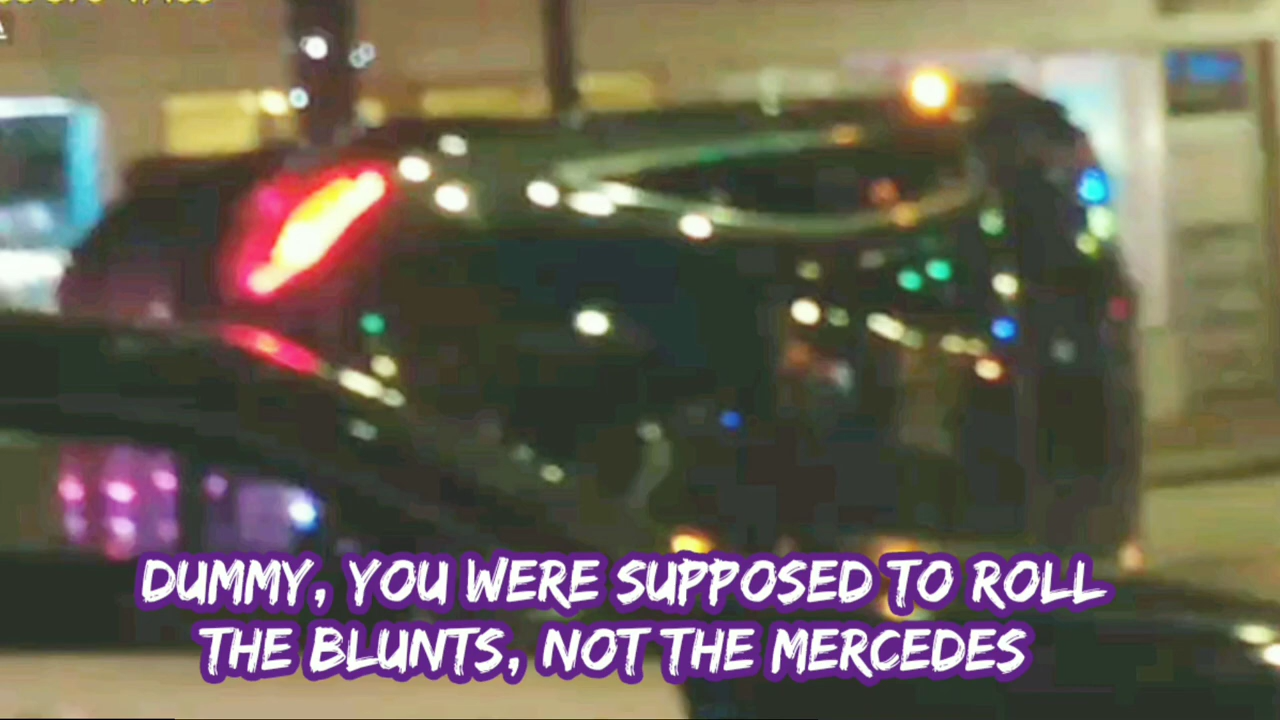 DUMMY, YOU WERE SUPPOSED TO ROLL
THE BLUNTS, NOT THE MERCEDES